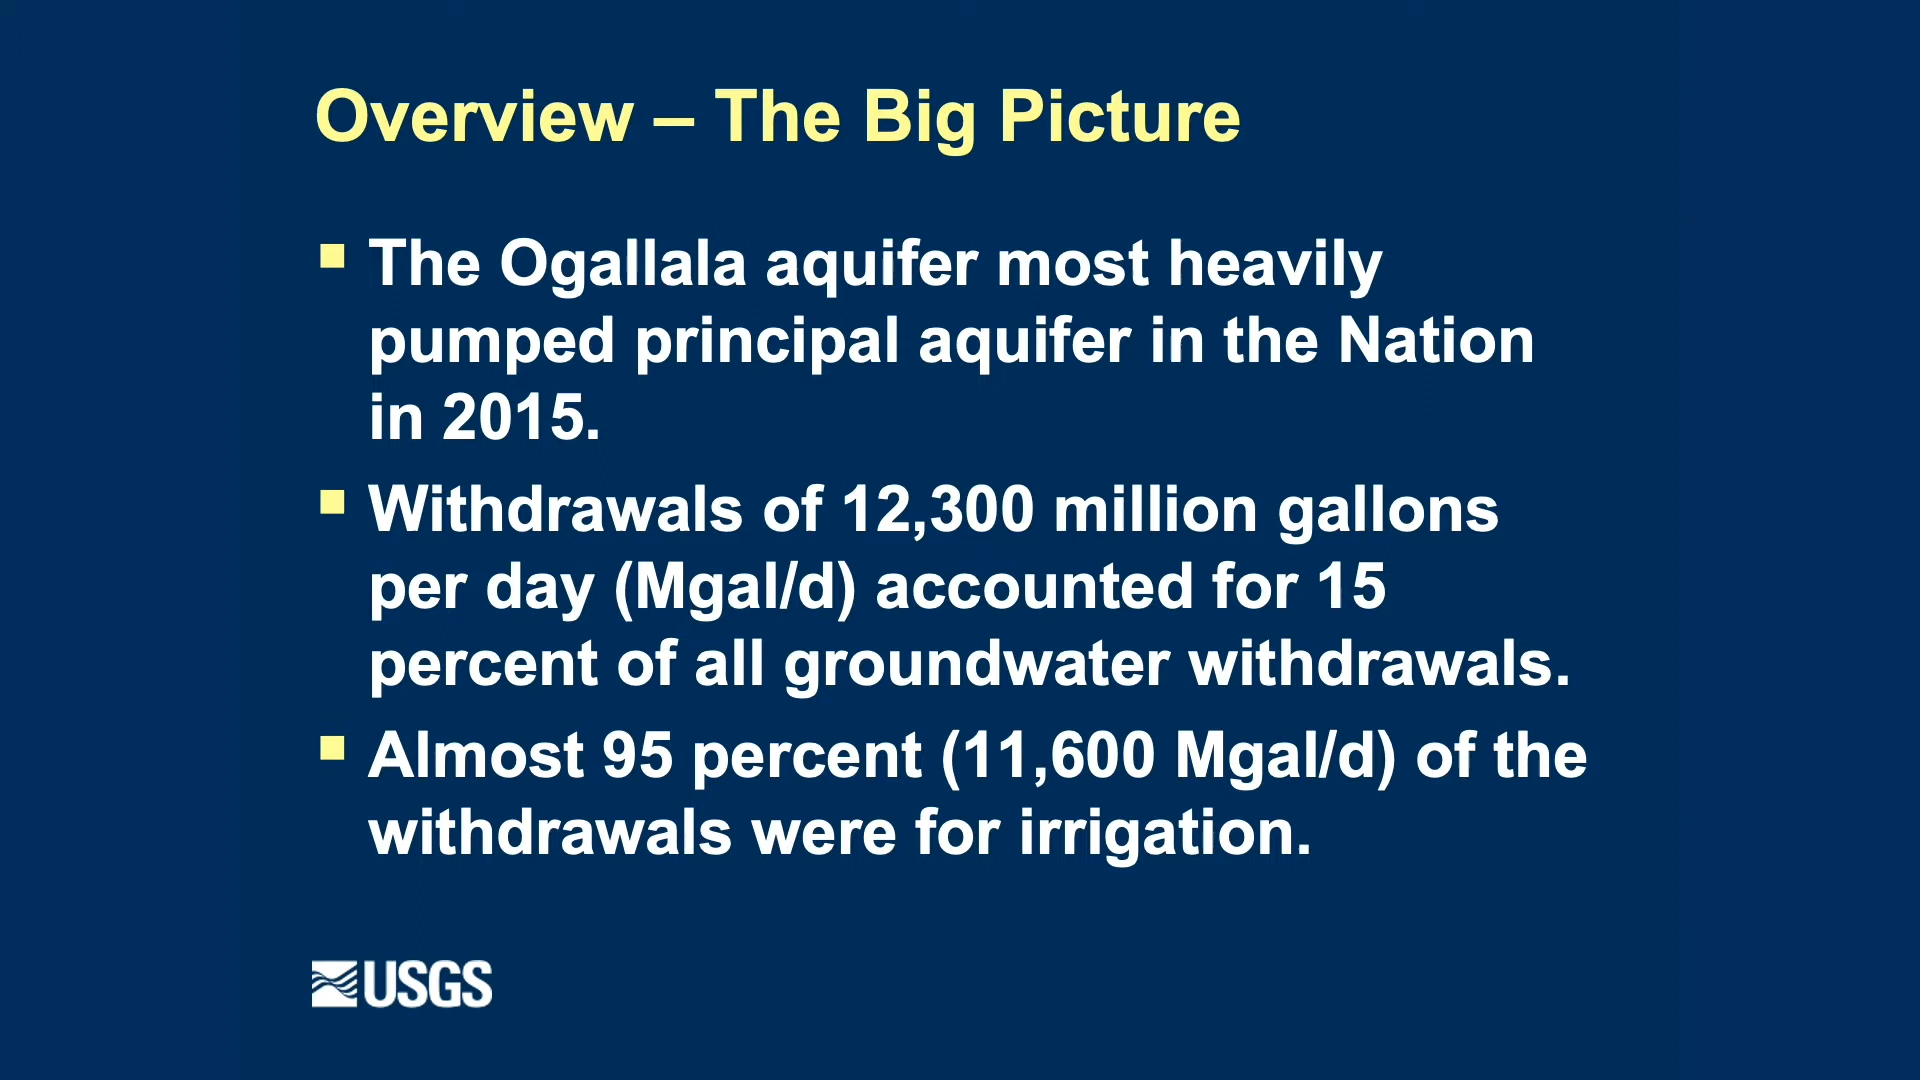 Overview – The Big Picture
The Ogallala aquifer most heavily
pumped principal aquifer in the Nation
in 2015.
Withdrawals of 12,300 million gallons
per day (Mgal/d) accounted for 15
percent of all groundwater withdrawals.
Almost 95 percent (11,600 Mgal/d) of the
withdrawals were for irrigation.
USGS